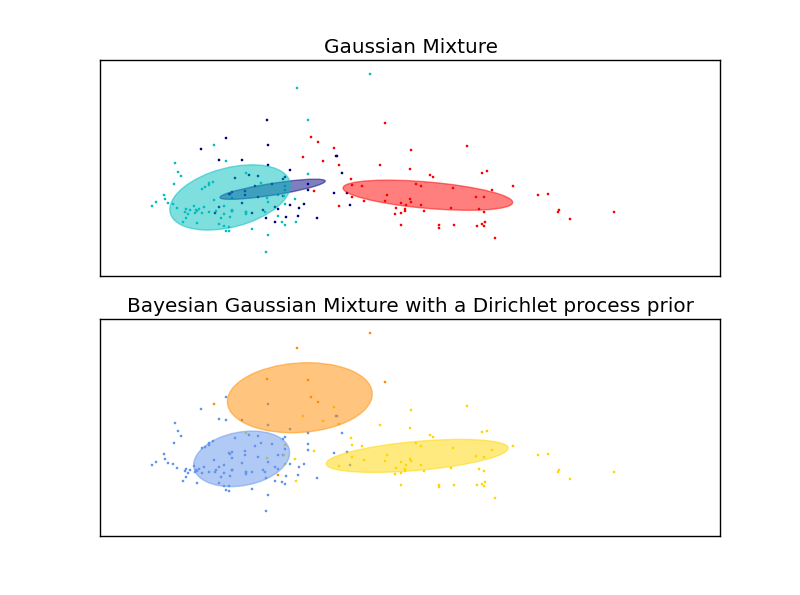 Gaussian Mixture
Bayesian Gaussian Mixture with a Dirichlet process prior